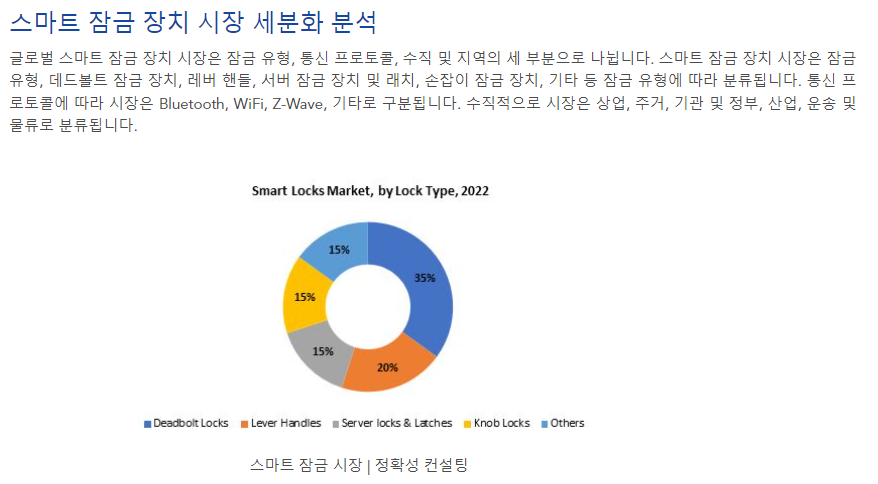 스마트 잠금 장치 시장 세분화 분석
글로벌 스마트 잠금 장치 시장은 잠금 유형, 통신 프로토콜, 수직 및 지역의 세 부분으로 나뉩니다. 스마트 잠금 장치 시장은 잠금
유형, 데드볼트 잠금 장치, 레버 핸들, 서버 잠금 장치 및 래치, 손잡이 잠금 장치, 기타 등 잠금 유형에 따라 분류됩니다. 통신 프
로토콜에 따라 시장은 Bluetooth, WiFi, Z-Wave, 기타로 구분됩니다. 수직적으로 시장은 상업, 주거, 기관 및 정부, 산업, 운송 및
물류로 분류됩니다.
Smart Locks Market, by Lock Type, 2022
15%
35%
15%
15%
20%
Deadbolt Locks Lever Handles Server locks & Latches Knob Locks Others
스마트 잠금 시장 | 정확성 컨설팅